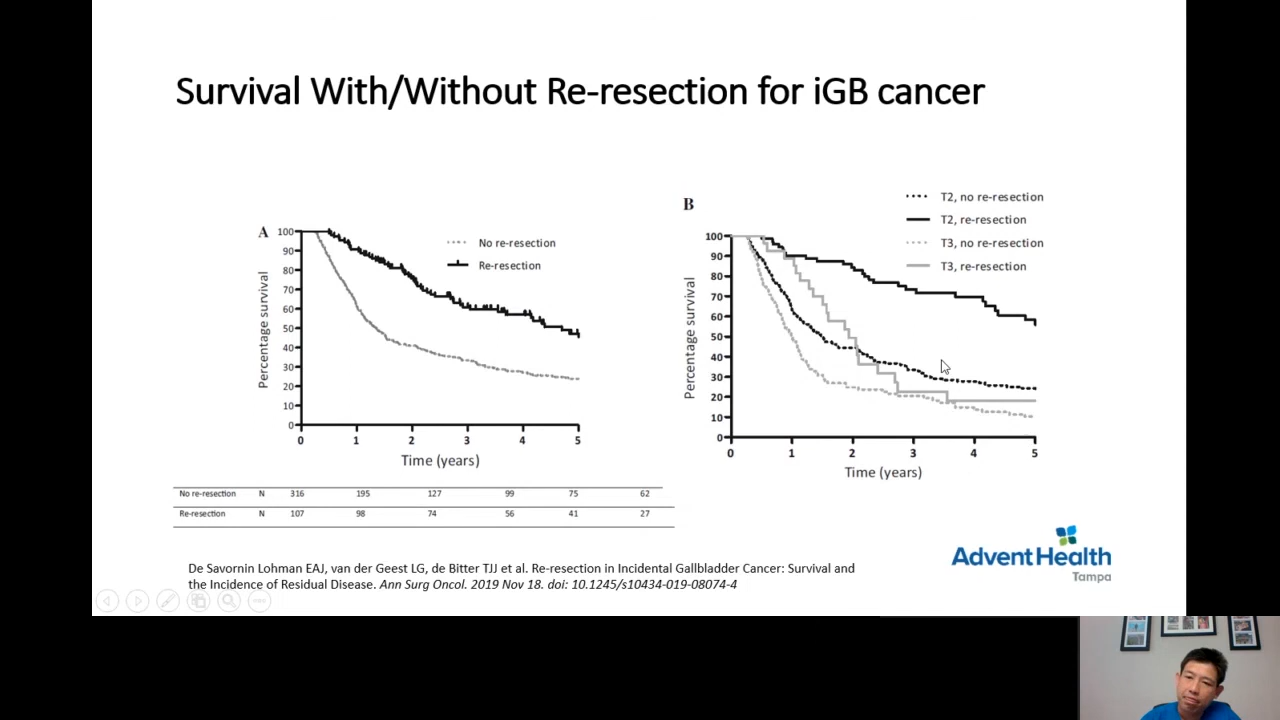 Survival With/Without Re-resection for iGB cancer
A
100
90
80
70
60
50
40
30
20
10
0
Percentage survival
No re-resection
Re-resection
0 1 2 3 4 5
Time (years)
No re-resection N 316 195 127 99 75 62
Re-resection N 107 98 74 56 41 27
B
T2, no re-resection
T2, re-resection
T3, no re-resection
T3, re-resection
100
90
80
70
60
50
40
30
20
10
0
Percentage survival
0 1 2 3 4 5
Time (years)
De Savornin Lohman EAJ, van der Geest LG, de Bitter TJJ et al. Re-resection in Incidental Gallbladder Cancer: Survival and
the Incidence of Residual Disease. Ann Surg Oncol. 2019 Nov 18. doi: 10.1245/s10434-019-08074-4
Advent Health
Tampa